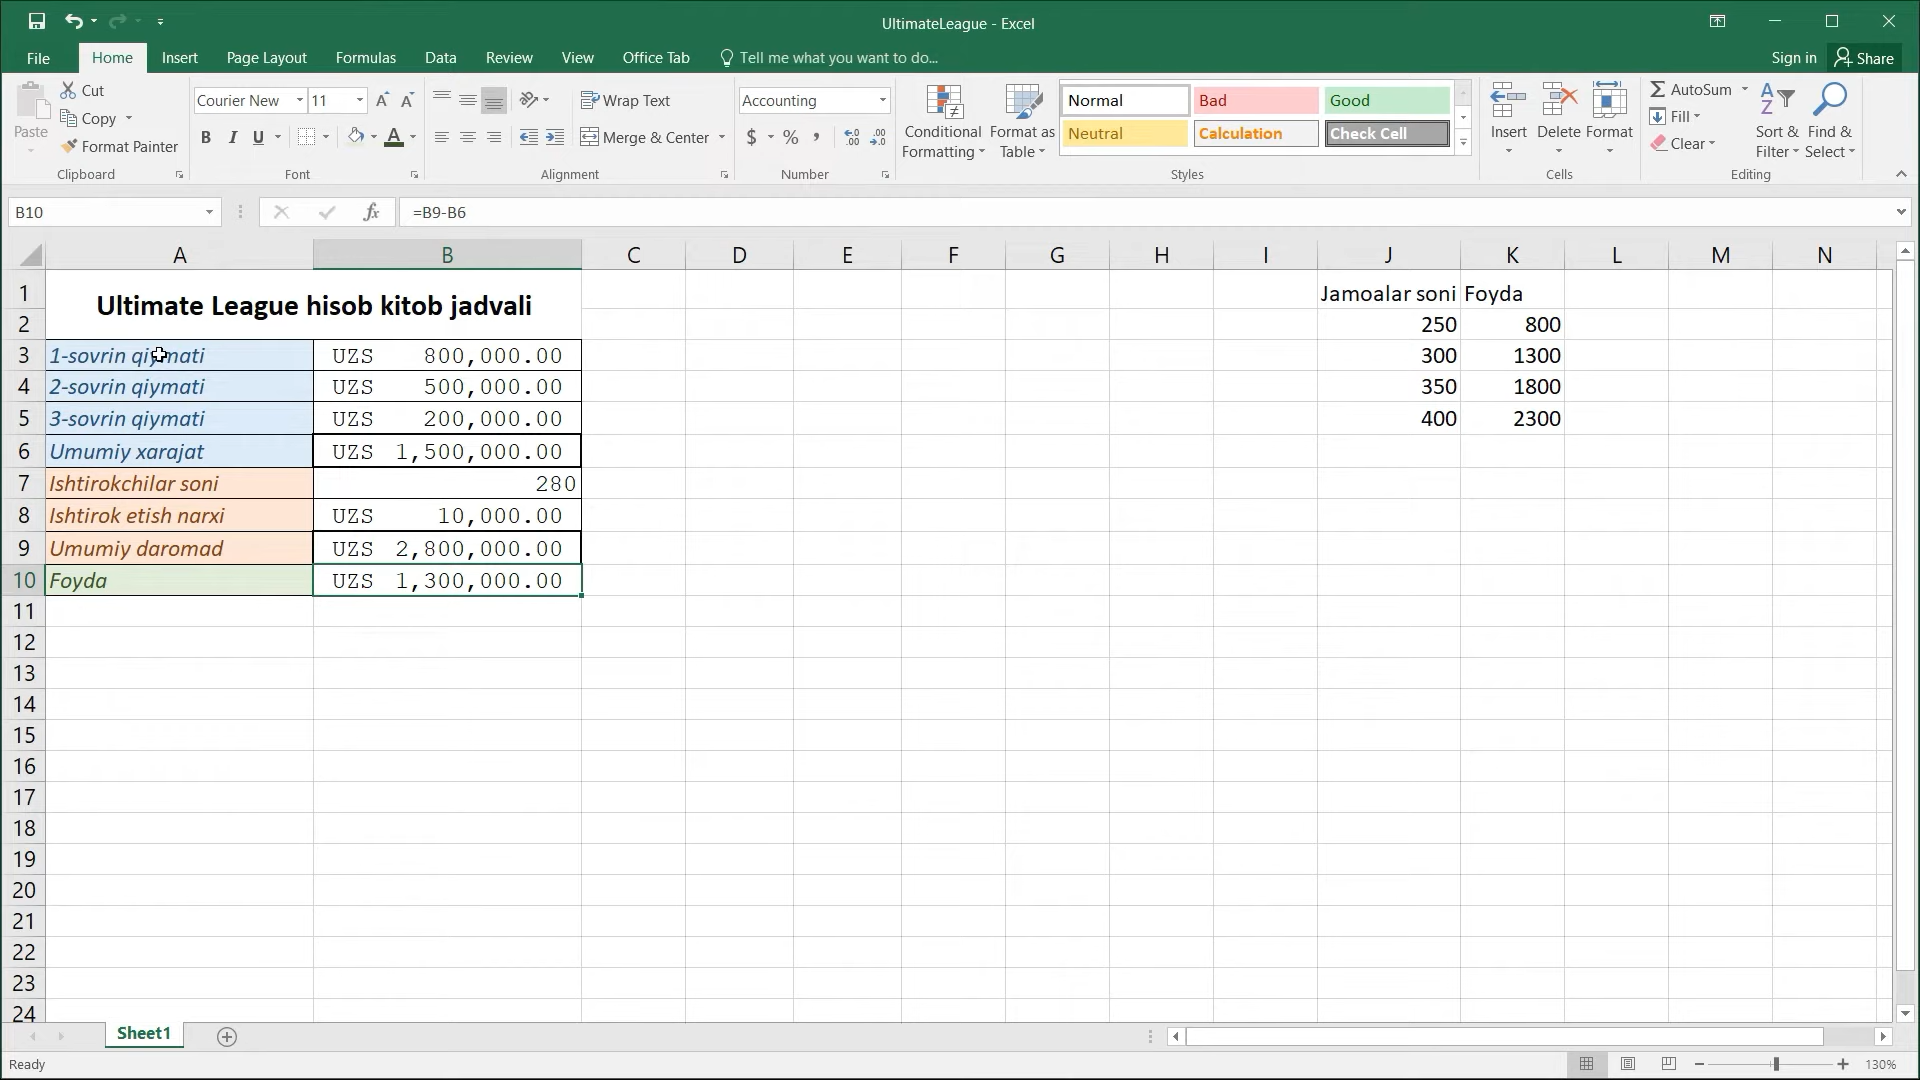 UltimateLeague - Excel
File Home Insert Page Layout Formulas Data Review View Office Tab Tell me what you want to do... Sign in Share
Paste
Cut
Copy
Format Painter
Clipboard
Courier New 11
B I U
Font
Wrap Text
Merge & Center
Alignment
Accounting
$ % ,
Number
Conditional Formatting
Format as Table
Normal Bad Good
Neutral Calculation Check Cell
Styles
Insert Delete Format
Cells
AutoSum
Fill
Clear
Sort & Filter
Find & Select
Editing
B10 fx =B9-B6
A B C D E F G H I J K L M N
1 Ultimate League hisob kitob jadvali Jamoalar soni Foyda
2 250 800
3 1-sovrin qiymati UZS 800,000.00 300 1300
4 2-sovrin qiymati UZS 500,000.00 350 1800
5 3-sovrin qiymati UZS 200,000.00 400 2300
6 Umumiy xarajat UZS 1,500,000.00
7 Ishtirokchilar soni 280
8 Ishtirok etish narxi UZS 10,000.00
9 Umumiy daromad UZS 2,800,000.00
10 Foyda UZS 1,300,000.00
11
12
13
14
15
16
17
18
19
20
21
22
23
24
Sheet1
Ready 130%